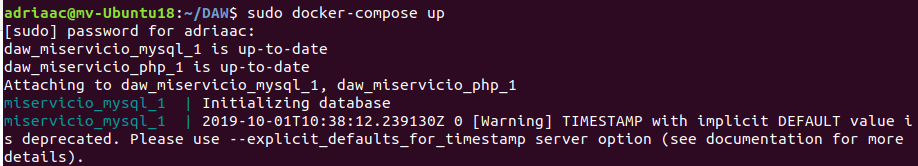 adriaac@mv-Ubuntu18:~/DAW$ sudo docker-compose up
[sudo] password for adriaac:
daw_miservicio_mysql_1 is up-to-date
daw_miservicio_php_1 is up-to-date
Attaching to daw_miservicio_mysql_1, daw_miservicio_php_1
miservicio_mysql_1  | Initializing database
miservicio_mysql_1  | 2019-10-01T10:38:12.239130Z 0 [Warning] TIMESTAMP with implicit DEFAULT value i
s deprecated. Please use --explicit_defaults_for_timestamp server option (see documentation for more
details).